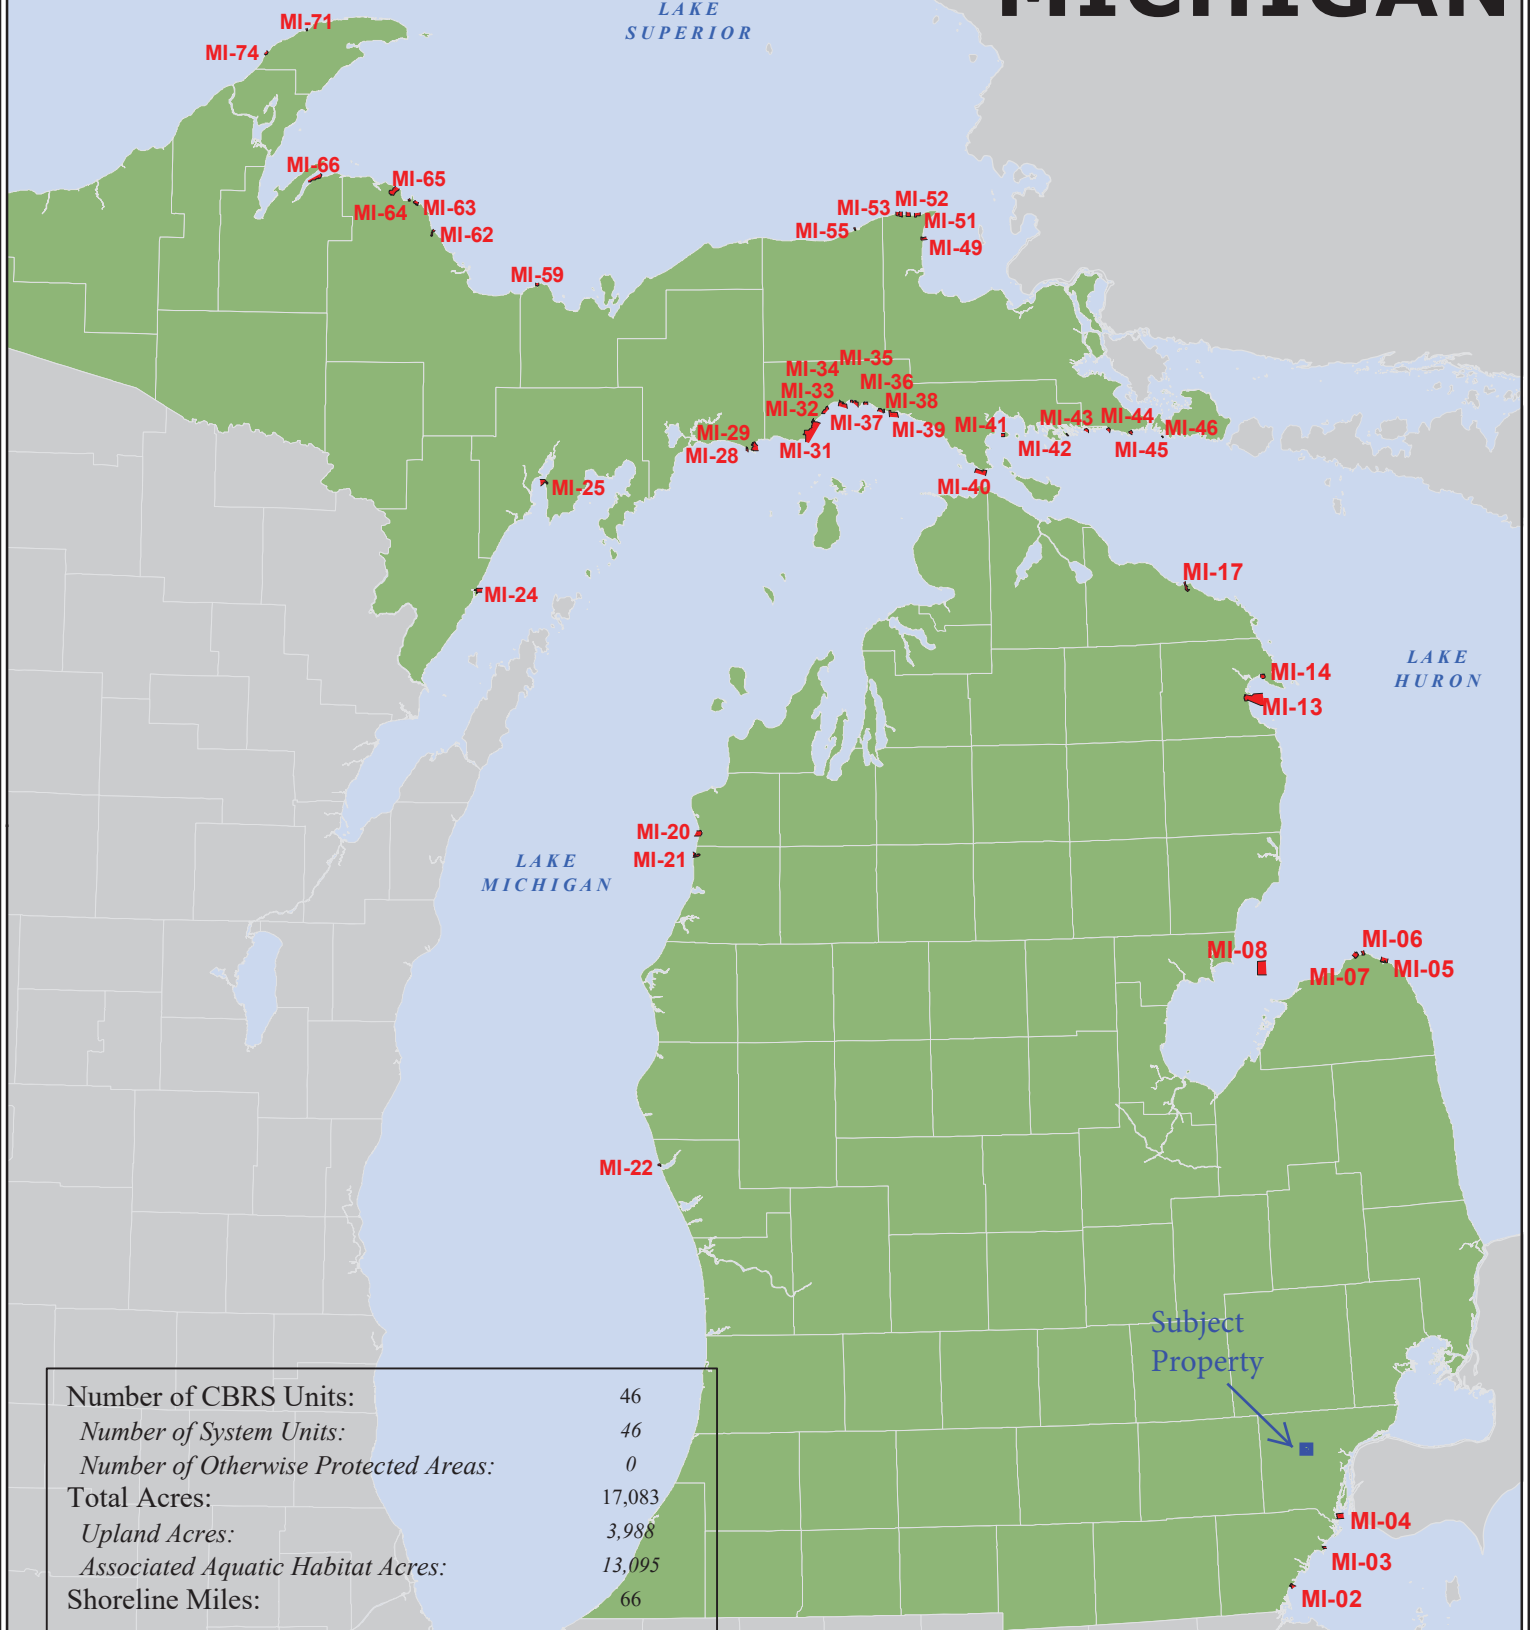 MICHIGAN
LAKE
SUPERIOR
MI-71
MI-74
MI-66
MI-65
MI-64
MI-63
MI-62
MI-59
MI-53
MI-52
MI-51
MI-55
MI-49
MI-35
MI-34
MI-36
MI-33
MI-38
MI-32
MI-37
MI-39
MI-31
MI-29
MI-28
MI-41
MI-43
MI-44
MI-46
MI-42
MI-45
MI-40
MI-25
MI-24
MI-17
LAKE
HURON
MI-14
MI-13
MI-20
MI-21
LAKE
MICHIGAN
MI-08
MI-06
MI-07
MI-05
MI-22
Subject
Property
MI-04
MI-03
MI-02
Number of CBRS Units: 46
Number of System Units: 46
Number of Otherwise Protected Areas: 0
Total Acres: 17,083
Upland Acres: 3,988
Associated Aquatic Habitat Acres: 13,095
Shoreline Miles: 66